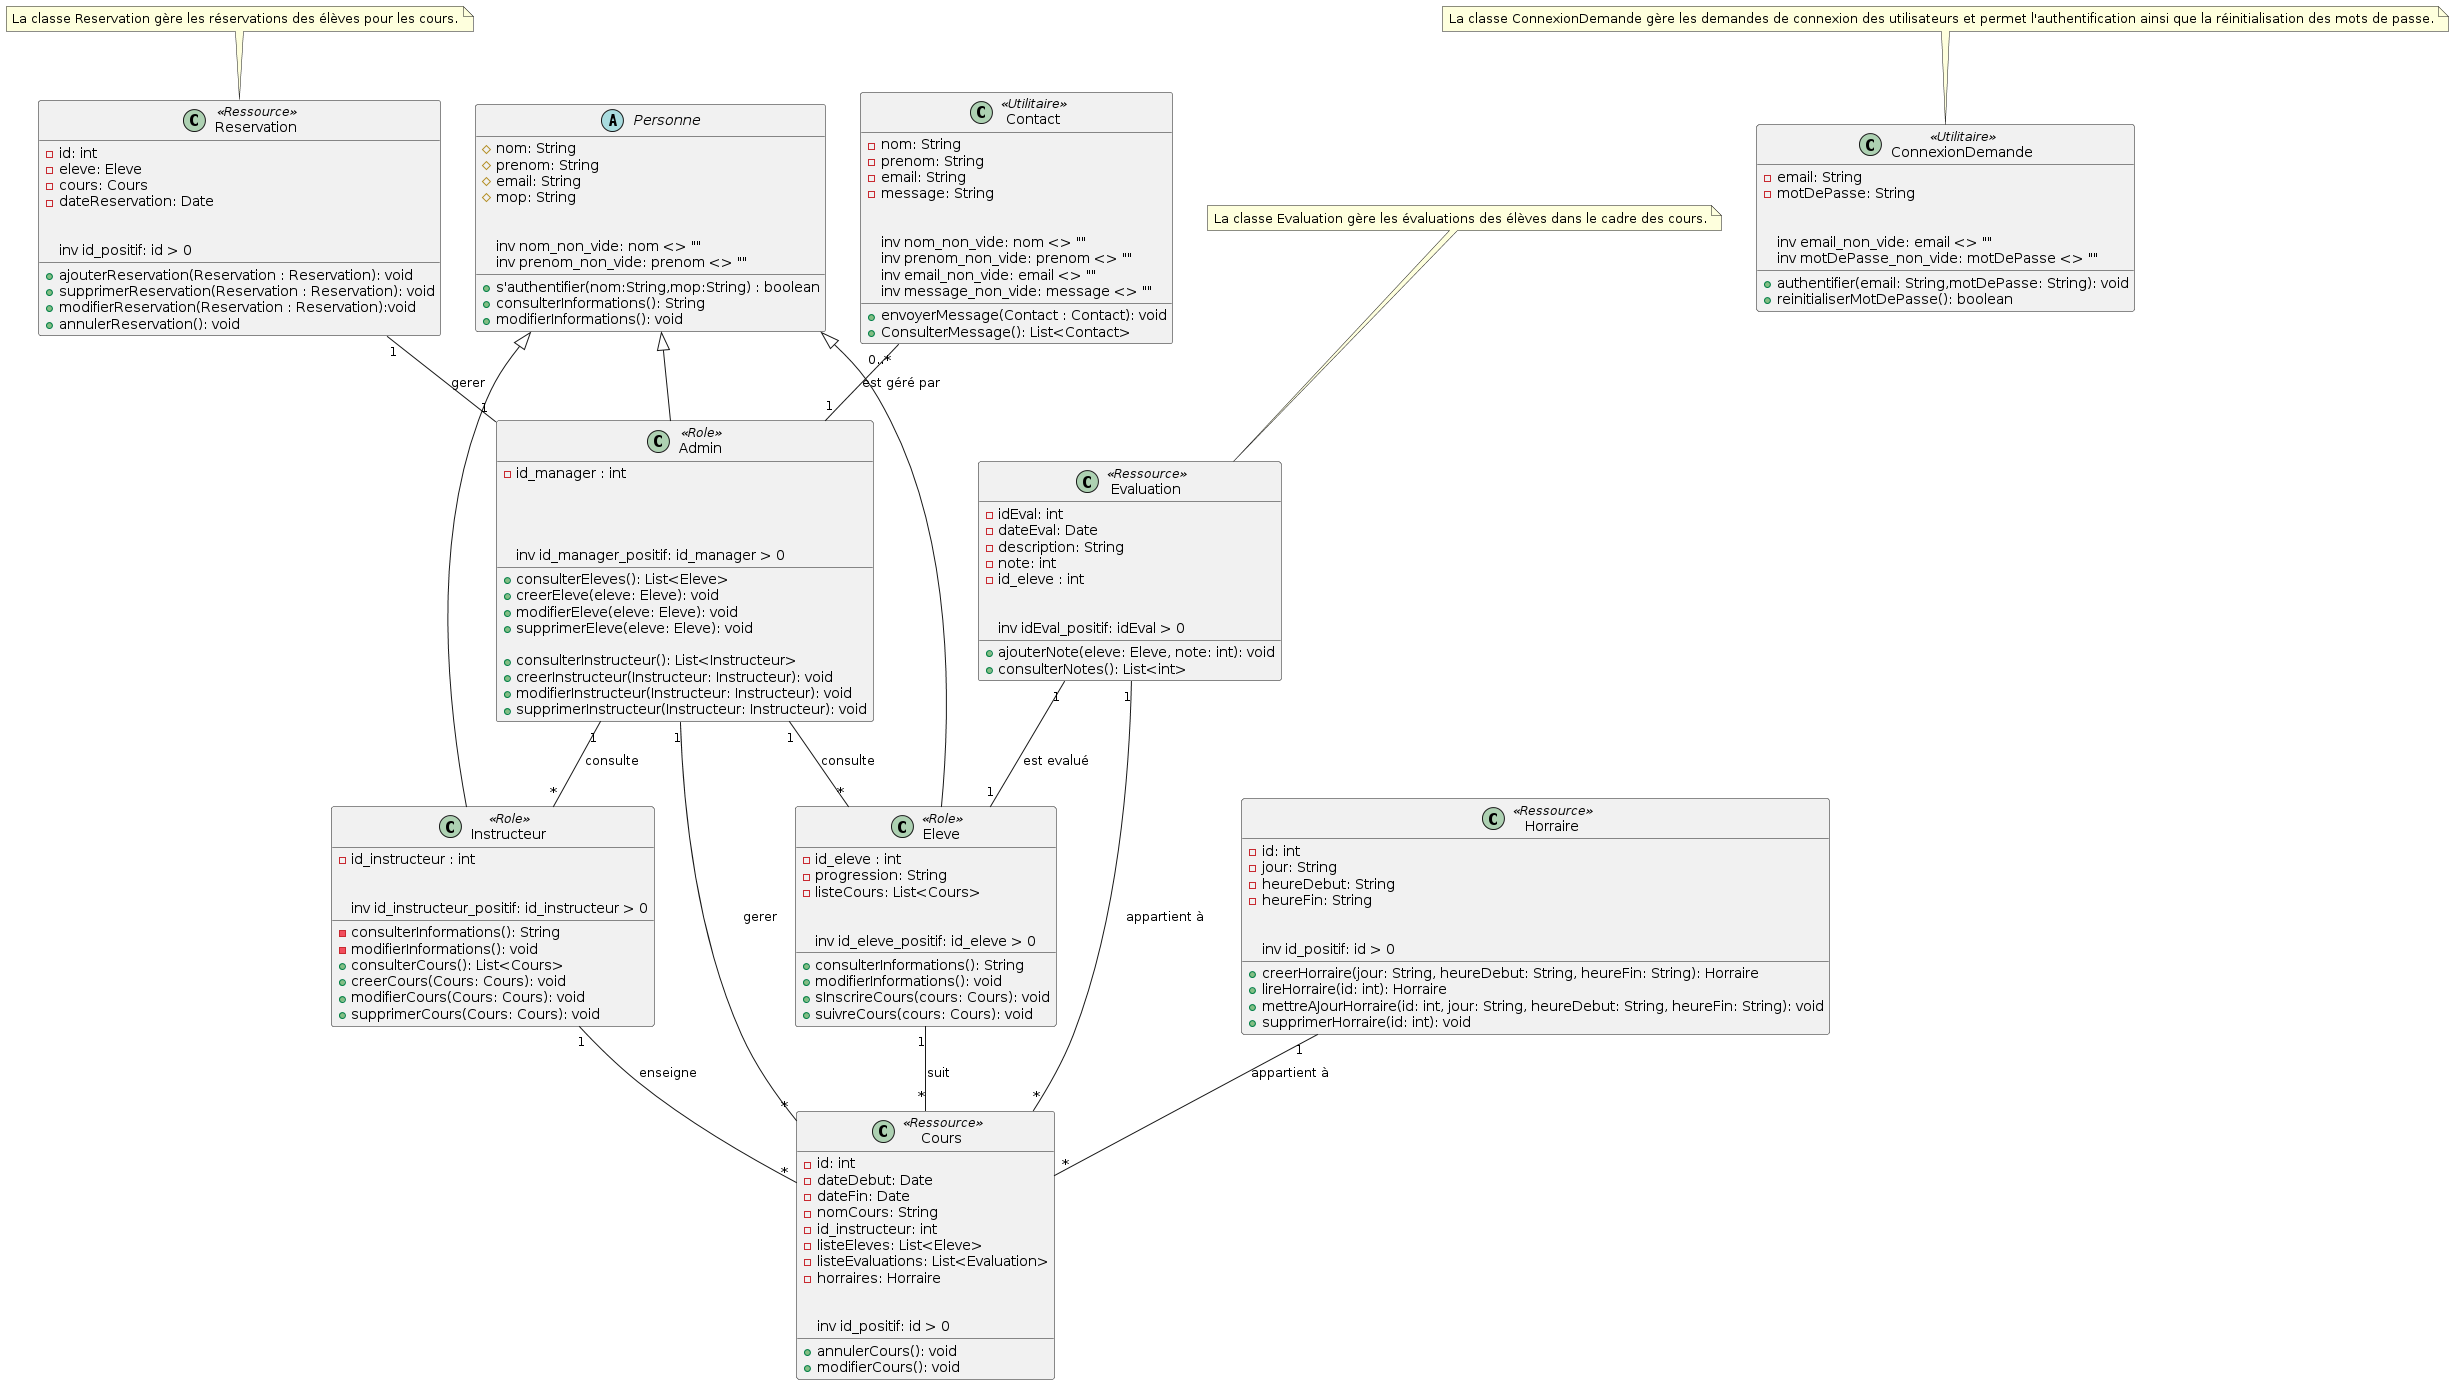 La classe Reservation gère les réservations des élèves pour les cours.
La classe ConnexionDemande gère les demandes de connexion des utilisateurs et permet l'authentification ainsi que la réinitialisation des mots de passe.
«Ressource»
Reservation
id: int
eleve: Eleve
cours: Cours
dateReservation: Date
inv id_positif: id > 0
ajouterReservation(Reservation : Reservation): void
supprimerReservation(Reservation : Reservation): void
modifierReservation(Reservation : Reservation):void
annulerReservation(): void
Personne
nom: String
prenom: String
email: String
mop: String
inv nom_non_vide: nom <> ""
inv prenom_non_vide: prenom <> ""
s'authentifier(nom:String,mop:String) : boolean
consulterInformations(): String
modifierInformations(): void
«Utilitaire»
Contact
nom: String
prenom: String
email: String
message: String
inv nom_non_vide: nom <> ""
inv prenom_non_vide: prenom <> ""
inv email_non_vide: email <> ""
inv message_non_vide: message <> ""
envoyerMessage(Contact : Contact): void
ConsulterMessage(): List<Contact>
La classe Evaluation gère les évaluations des élèves dans le cadre des cours.
«Utilitaire»
ConnexionDemande
email: String
motDePasse: String
inv email_non_vide: email <> ""
inv motDePasse_non_vide: motDePasse <> ""
authentifier(email: String,motDePasse: String): void
reinitialiserMotDePasse(): boolean
1
gerer
1
0..*
est géré par
1
«Role»
Admin
id_manager : int
inv id_manager_positif: id_manager > 0
consulterEleves(): List<Eleve>
creerEleve(eleve: Eleve): void
modifierEleve(eleve: Eleve): void
supprimerEleve(eleve: Eleve): void
consulterInstructeur(): List<Instructeur>
creerInstructeur(Instructeur: Instructeur): void
modifierInstructeur(Instructeur: Instructeur): void
supprimerInstructeur(Instructeur: Instructeur): void
«Ressource»
Evaluation
idEval: int
dateEval: Date
description: String
note: int
id_eleve : int
inv idEval_positif: idEval > 0
ajouterNote(eleve: Eleve, note: int): void
consulterNotes(): List<int>
1
consulte
*
1
gerer
*
1
consulte
*
1
est evalué
1
1
appartient à
*
«Role»
Instructeur
id_instructeur : int
inv id_instructeur_positif: id_instructeur > 0
consulterInformations(): String
modifierInformations(): void
consulterCours(): List<Cours>
creerCours(Cours: Cours): void
modifierCours(Cours: Cours): void
supprimerCours(Cours: Cours): void
«Role»
Eleve
id_eleve : int
progression: String
listeCours: List<Cours>
inv id_eleve_positif: id_eleve > 0
consulterInformations(): String
modifierInformations(): void
sInscrireCours(cours: Cours): void
suivreCours(cours: Cours): void
«Ressource»
Horraire
id: int
jour: String
heureDebut: String
heureFin: String
inv id_positif: id > 0
creerHorraire(jour: String, heureDebut: String, heureFin: String): Horraire
lireHorraire(id: int): Horraire
mettreAJourHorraire(id: int, jour: String, heureDebut: String, heureFin: String): void
supprimerHorraire(id: int): void
1
enseigne
*
1
suit
*
1
appartient à
*
«Ressource»
Cours
id: int
dateDebut: Date
dateFin: Date
nomCours: String
id_instructeur: int
listeEleves: List<Eleve>
listeEvaluations: List<Evaluation>
horraires: Horraire
inv id_positif: id > 0
annulerCours(): void
modifierCours(): void